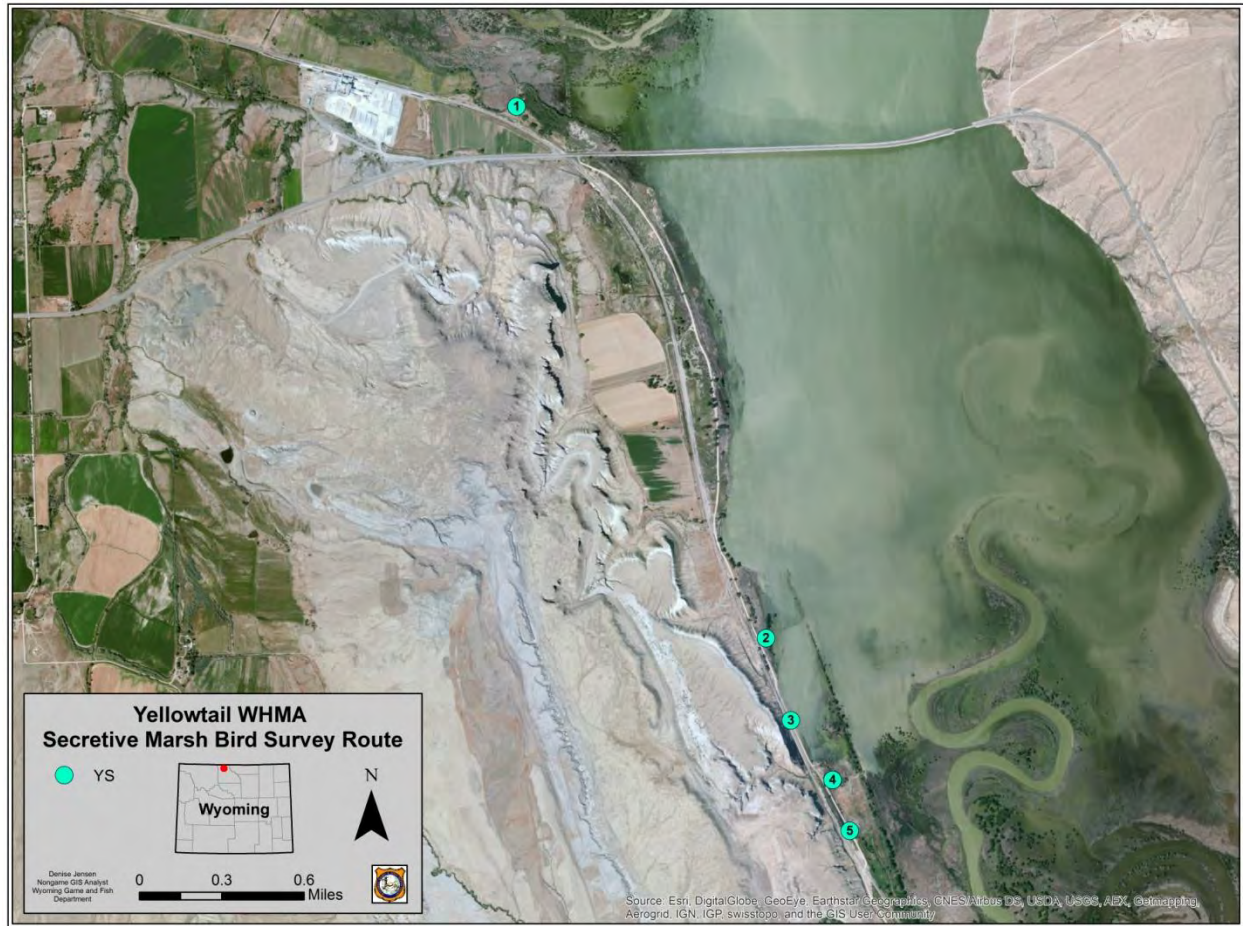 1
2
3
4
5
Yellowtail WHMA
Secretive Marsh Bird Survey Route
YS
Wyoming
N
Denise Jensen
Nongame GIS Analyst
Wyoming Game and Fish
Department
0 0.3 0.6
Miles
Source: Esri, DigitalGlobe, GeoEye, Earthstar Geographics, CNES/Airbus DS, USDA, USGS, AEX, Getmapping,
Aerogrid, IGN, IGP, swisstopo, and the GIS User Community